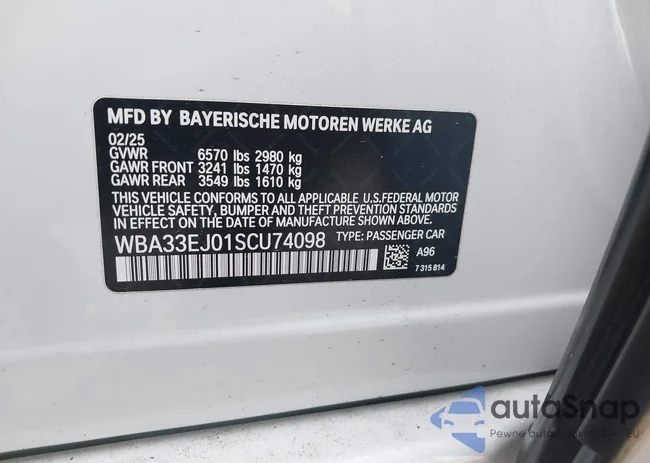 MFD BY BAYERISCHE MOTOREN WERKE AG
02/25
GVWR 6570 lbs 2980 kg
GAWR FRONT 3241 lbs 1470 kg
GAWR REAR 3549 lbs 1610 kg
THIS VEHICLE CONFORMS TO ALL APPLICABLE U.S.FEDERAL MOTOR
VEHICLE SAFETY, BUMPER AND THEFT PREVENTION STANDARDS
IN EFFECT ON THE DATE OF MANUFACTURE SHOWN ABOVE.
WBA33EJ01SCU74098 TYPE: PASSENGER CAR
A96
7 315 814
autoSnap
Pewne auto